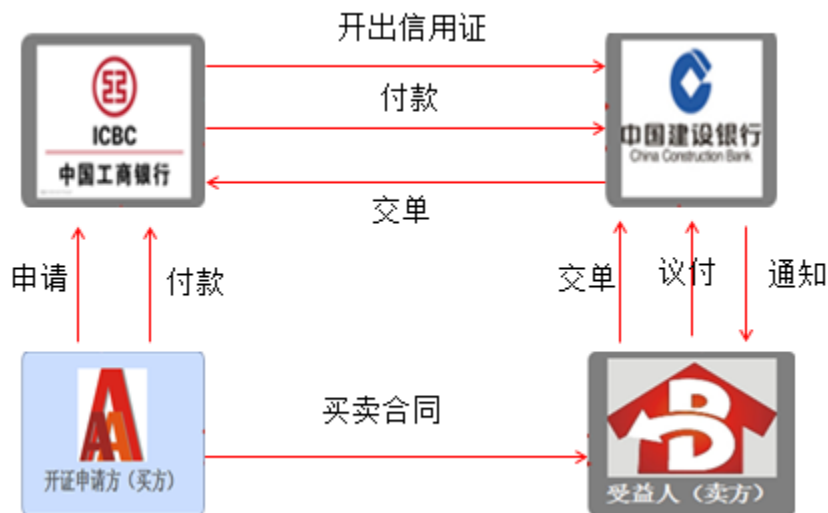 开出信用证
ICBC
中国工商银行
付款
中国建设银行
China Construction Bank
交单
申请
付款
交单
议付
通知
买卖合同
开证申请方（买方）
受益人（卖方）